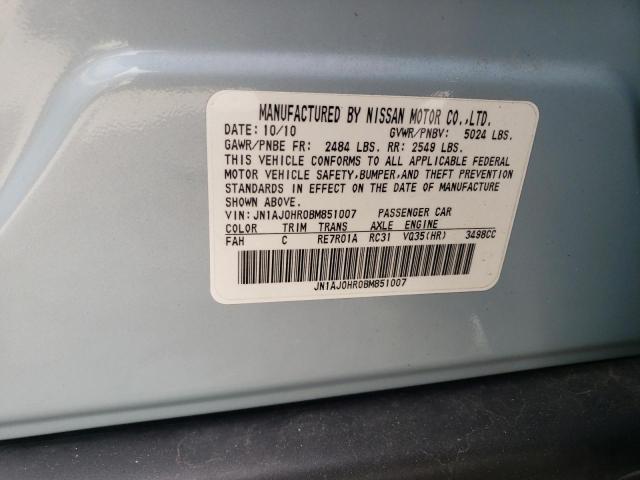 MANUFACTURED BY NISSAN MOTOR CO.,LTD.
DATE: 10/10 GVWR/PNBV: 5024 LBS.
GAWR/PNBE FR: 2484 LBS. RR: 2549 LBS.
THIS VEHICLE CONFORMS TO ALL APPLICABLE FEDERAL
MOTOR VEHICLE SAFETY,BUMPER,AND THEFT PREVENTION
STANDARDS IN EFFECT ON THE DATE OF MANUFACTURE
SHOWN ABOVE.
VIN: JN1AJ0HR0BM851007 PASSENGER CAR
COLOR TRIM TRANS AXLE ENGINE
FAH C RE7R01A RC31 VQ35(HR) 3498CC
JN1AJ0HR0BM851007